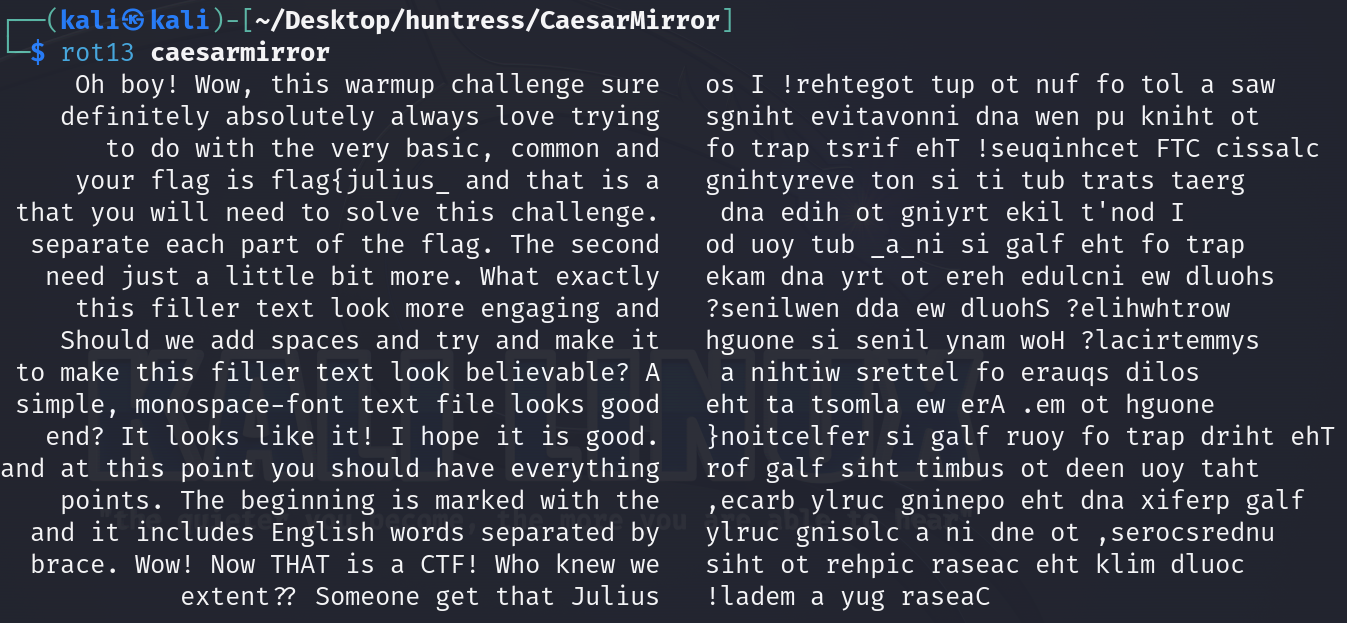 ┌──(kali㉿kali)-[~/Desktop/huntress/CaesarMirror]
└─$ rot13 caesarmirror
     Oh boy! Wow, this warmup challenge sure   os I !rehtegot tup ot nuf fo tol a saw
    definitely absolutely always love trying   sgniht evitavonni dna wen pu kniht ot
       to do with the very basic, common and   fo trap tsrif ehT !seuqinhcet FTC cissalc
     your flag is flag{julius_ and that is a   gnihtyreve ton si ti tub trats taerg
 that you will need to solve this challenge.    dna edih ot gniyrt ekil t'nod I
  separate each part of the flag. The second   od uoy tub _a_ni si galf eht fo trap
   need just a little bit more. What exactly   ekam dna yrt ot ereh edulcni ew dluohs
     this filler text look more engaging and   ?senilwen dda ew dluohS ?elihwhtrow
    Should we add spaces and try and make it   hguone si senil ynam woH ?lacirtemmys
 to make this filler text look believable? A    a nihtiw srettel fo erauqs dilos
 simple, monospace-font text file looks good   eht ta tsomla ew erA .em ot hguone
   end? It looks like it! I hope it is good.   }noitcelfer si galf ruoy fo trap driht ehT
and at this point you should have everything   rof galf siht timbus ot deen uoy taht
    points. The beginning is marked with the   ,ecarb ylruc gninepo eht dna xiferp galf
  and it includes English words separated by   ylruc gnisolc a ni dne ot ,serocsrednu
  brace. Wow! Now THAT is a CTF! Who knew we   siht ot rehpic raseac eht klim dluoc
            extent?? Someone get that Julius   !ladem a yug raseaC
KALI LINUX
"the quieter you become, the more you are able to hear"